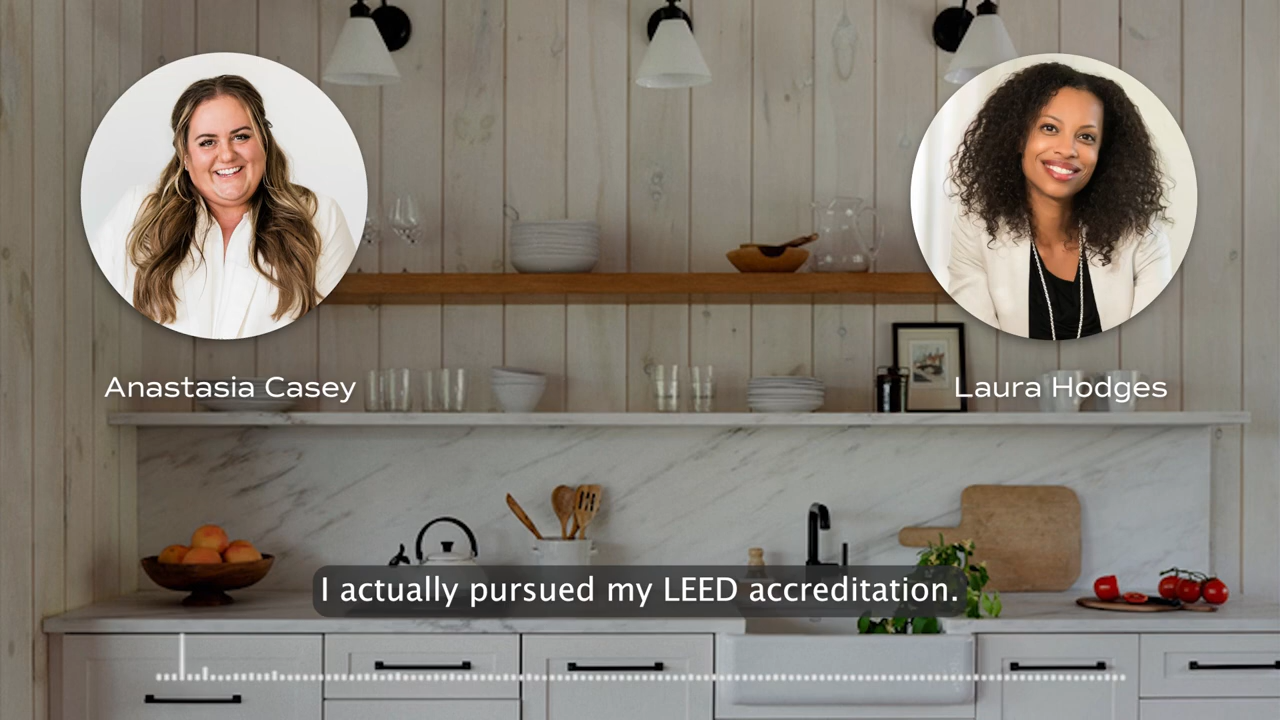 Anastasia Casey
Laura Hodges
I actually pursued my LEED accreditation.